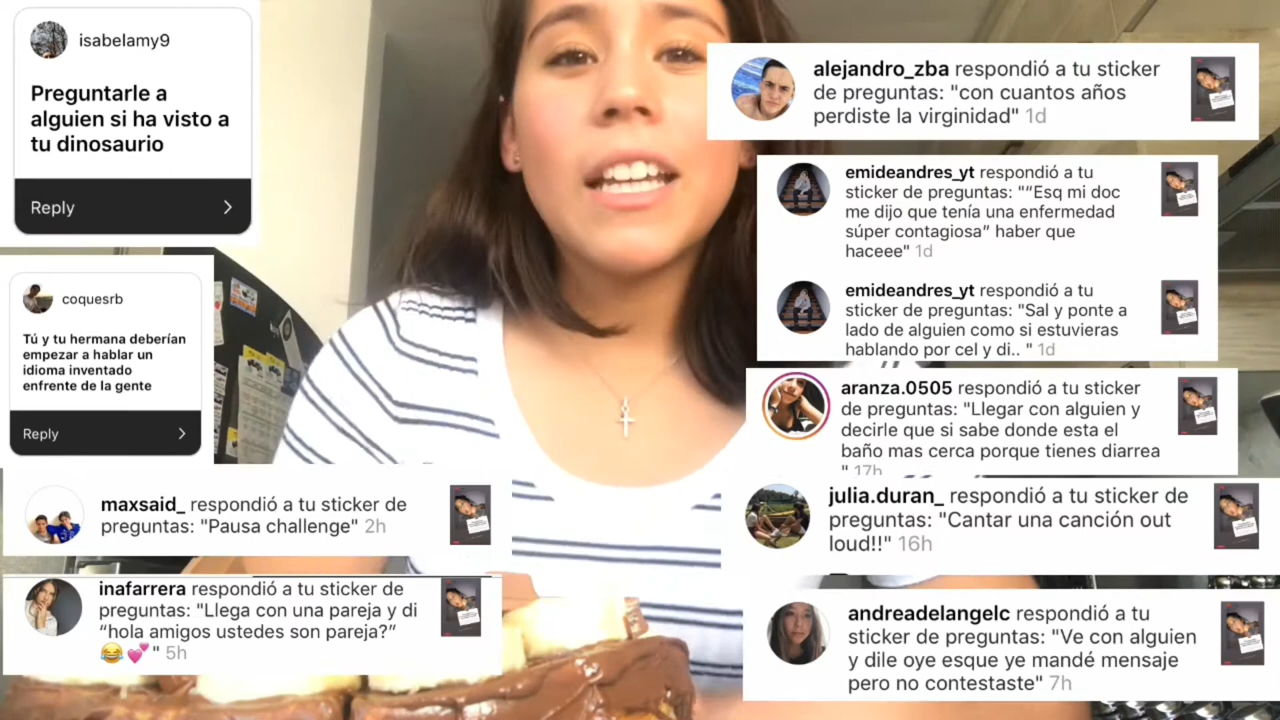 isabelamy9
Preguntarle a
alguien si ha visto a
tu dinosaurio
Reply
coquesrb
Tú y tu hermana deberían
empezar a hablar un
idioma inventado
enfrente de la gente
Reply
maxsaid_ respondió a tu sticker de
preguntas: "Pausa challenge" 2h
inafarrera respondió a tu sticker de
preguntas: "Llega con una pareja y di
“hola amigos ustedes son pareja?”
😂💕 " 5h
alejandro_zba respondió a tu sticker
de preguntas: "con cuantos años
perdiste la virginidad" 1d
emideandres_yt respondió a tu
sticker de preguntas: "“Esq mi doc
me dijo que tenía una enfermedad
súper contagiosa” haber que
haceee" 1d
emideandres_yt respondió a tu
sticker de preguntas: "Sal y ponte a
lado de alguien como si estuvieras
hablando por cel y di.. " 1d
aranza.0505 respondió a tu sticker
de preguntas: "Llegar con alguien y
decirle que si sabe donde esta el
baño mas cerca porque tienes diarrea
" 17h
julia.duran_ respondió a tu sticker de
preguntas: "Cantar una canción out
loud!!" 16h
andreadelangelc respondió a tu
sticker de preguntas: "Ve con alguien
y dile oye esque ye mandé mensaje
pero no contestaste" 7h